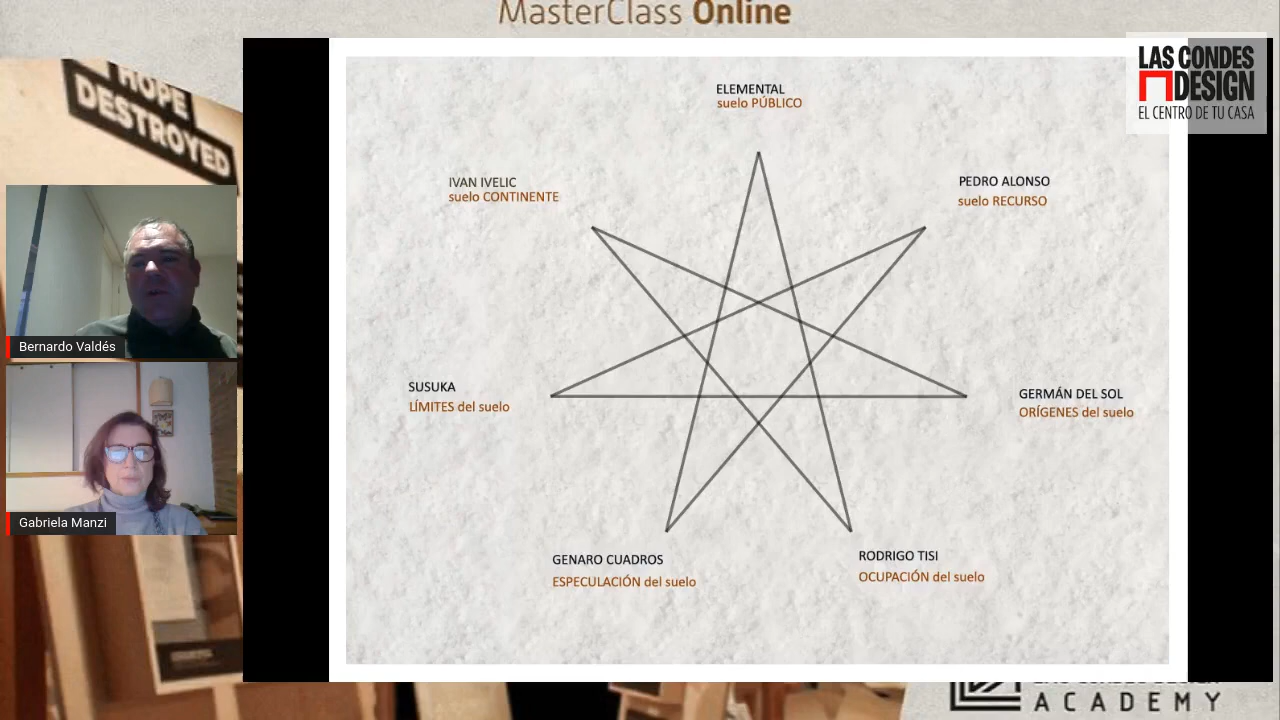 MasterClass Online
HOPE
DESTROYED
LAS CONDES
DESIGN
EL CENTRO DE TU CASA
ELEMENTAL
suelo PÚBLICO
IVAN IVELIC
suelo CONTINENTE
PEDRO ALONSO
suelo RECURSO
SUSUKA
LÍMITES del suelo
GERMÁN DEL SOL
ORÍGENES del suelo
GENARO CUADROS
ESPECULACIÓN del suelo
RODRIGO TISI
OCUPACIÓN del suelo
Bernardo Valdés
Gabriela Manzi
ACADEMY